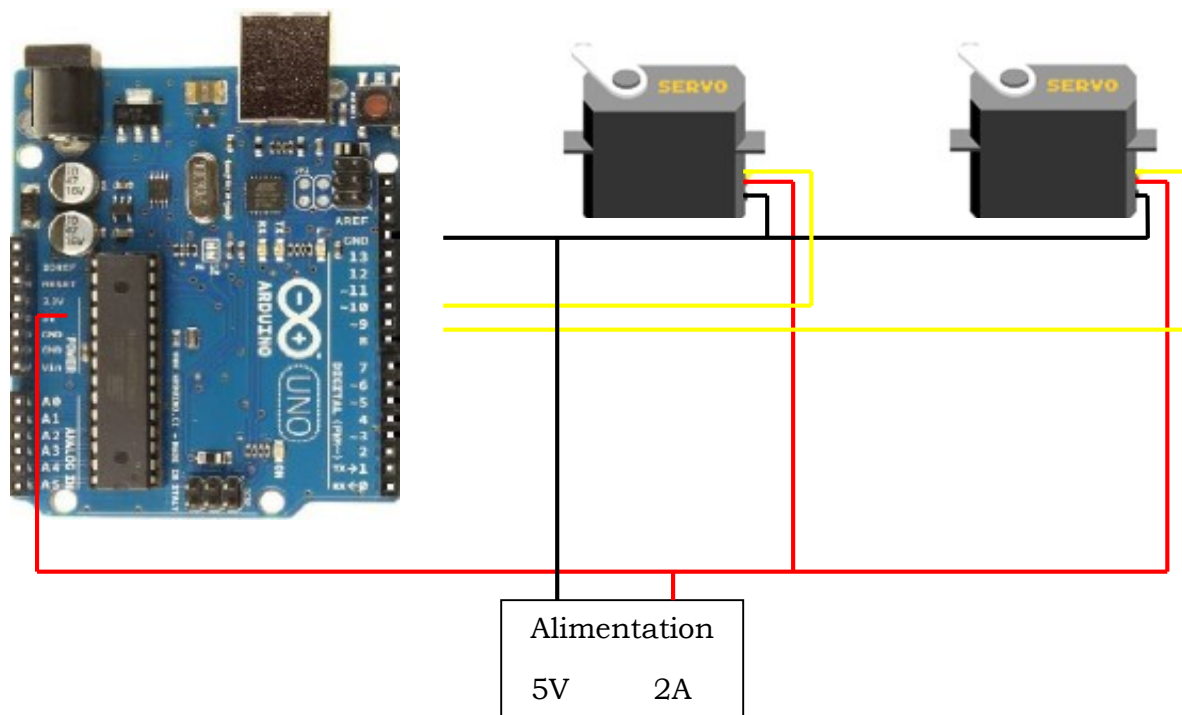 SERVO
SERVO
AREF
GND
13
12
~11
~10
~9
8
7
~6
~5
4
~3
2
TX→1
RX←0
DIGITAL (PWM~)
ARDUINO
UNO
IOREF
RESET
3.3V
5V
GND
GND
Vin
POWER
A0
A1
A2
A3
A4
A5
ANALOG IN
ON
Alimentation
5V 2A